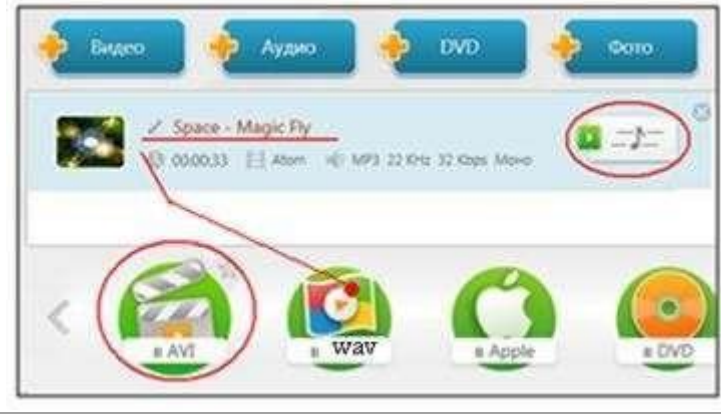 Видео Аудио DVD Фото
Space - Magic Fly
00:00:33 Atom MP3 22 KHz 32 Kbps Моно
в AVI в wav в Apple в DVD